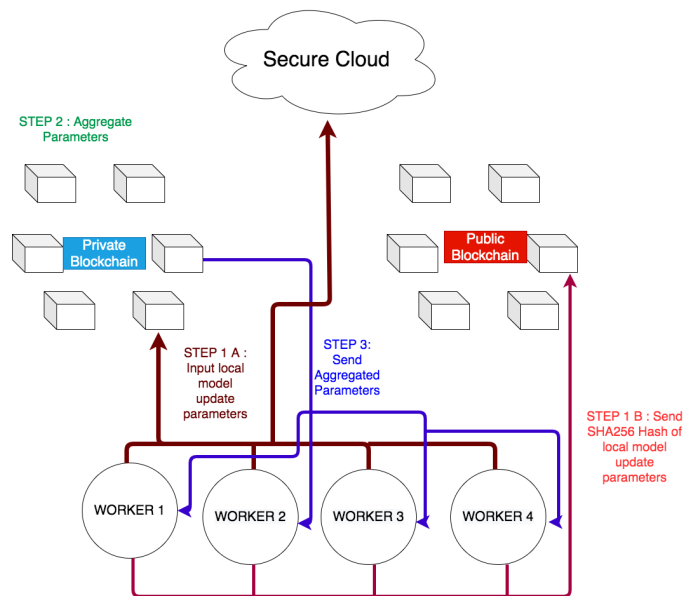 Secure Cloud
STEP 2 : Aggregate
Parameters
Private
Blockchain
Public
Blockchain
STEP 1 A :
Input local
model
update
parameters
STEP 3:
Send
Aggregated
Parameters
STEP 1 B : Send
SHA256 Hash of
local model
update
parameters
WORKER 1
WORKER 2
WORKER 3
WORKER 4